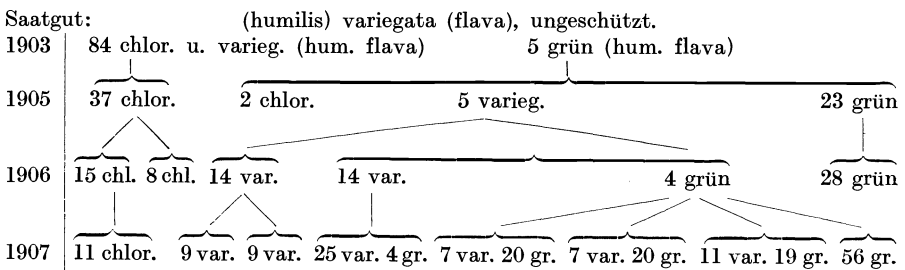 Saatgut: (humilis) variegata (flava), ungeschützt.
1903 84 chlor. u. varieg. (hum. flava) 5 grün (hum. flava)
1905 37 chlor. 2 chlor. 5 varieg. 23 grün
1906 15 chl. 8 chl. 14 var. 14 var. 4 grün 28 grün
1907 11 chlor. 9 var. 9 var. 25 var. 4 gr. 7 var. 20 gr. 7 var. 20 gr. 11 var. 19 gr. 56 gr.